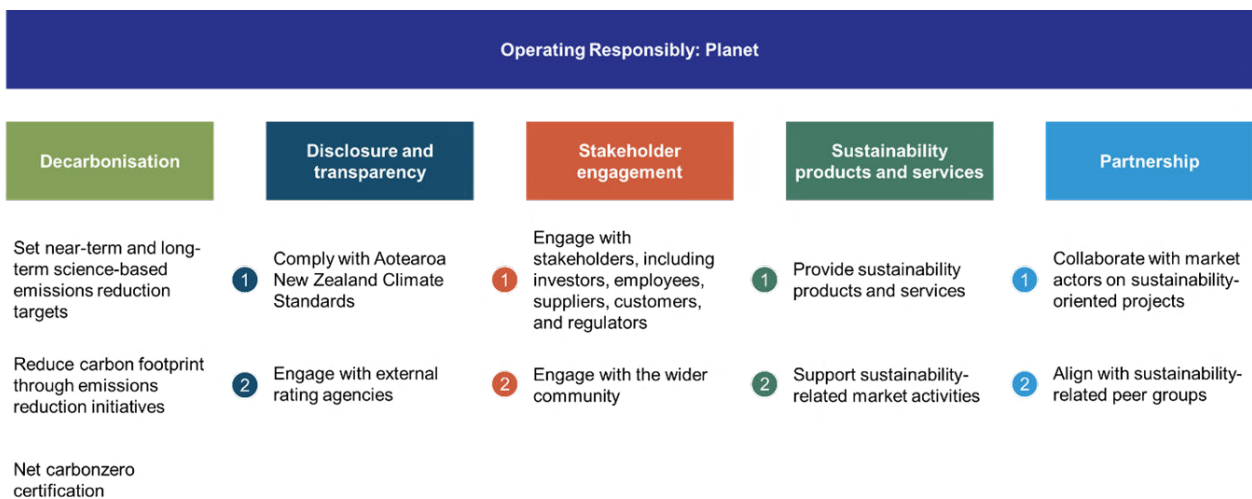 Operating Responsibly: Planet
Decarbonisation
Disclosure and
transparency
Stakeholder
engagement
Sustainability
products and services
Partnership
Set near-term and long-
term science-based
emissions reduction
targets
1
Comply with Aotearoa
New Zealand Climate
Standards
1
Engage with
stakeholders, including
investors, employees,
suppliers, customers,
and regulators
1
Provide sustainability
products and services
1
Collaborate with market
actors on sustainability-
oriented projects
Reduce carbon footprint
through emissions
reduction initiatives
2
Engage with external
rating agencies
2
Engage with the wider
community
2
Support sustainability-
related market activities
2
Align with sustainability-
related peer groups
Net carbonzero
certification